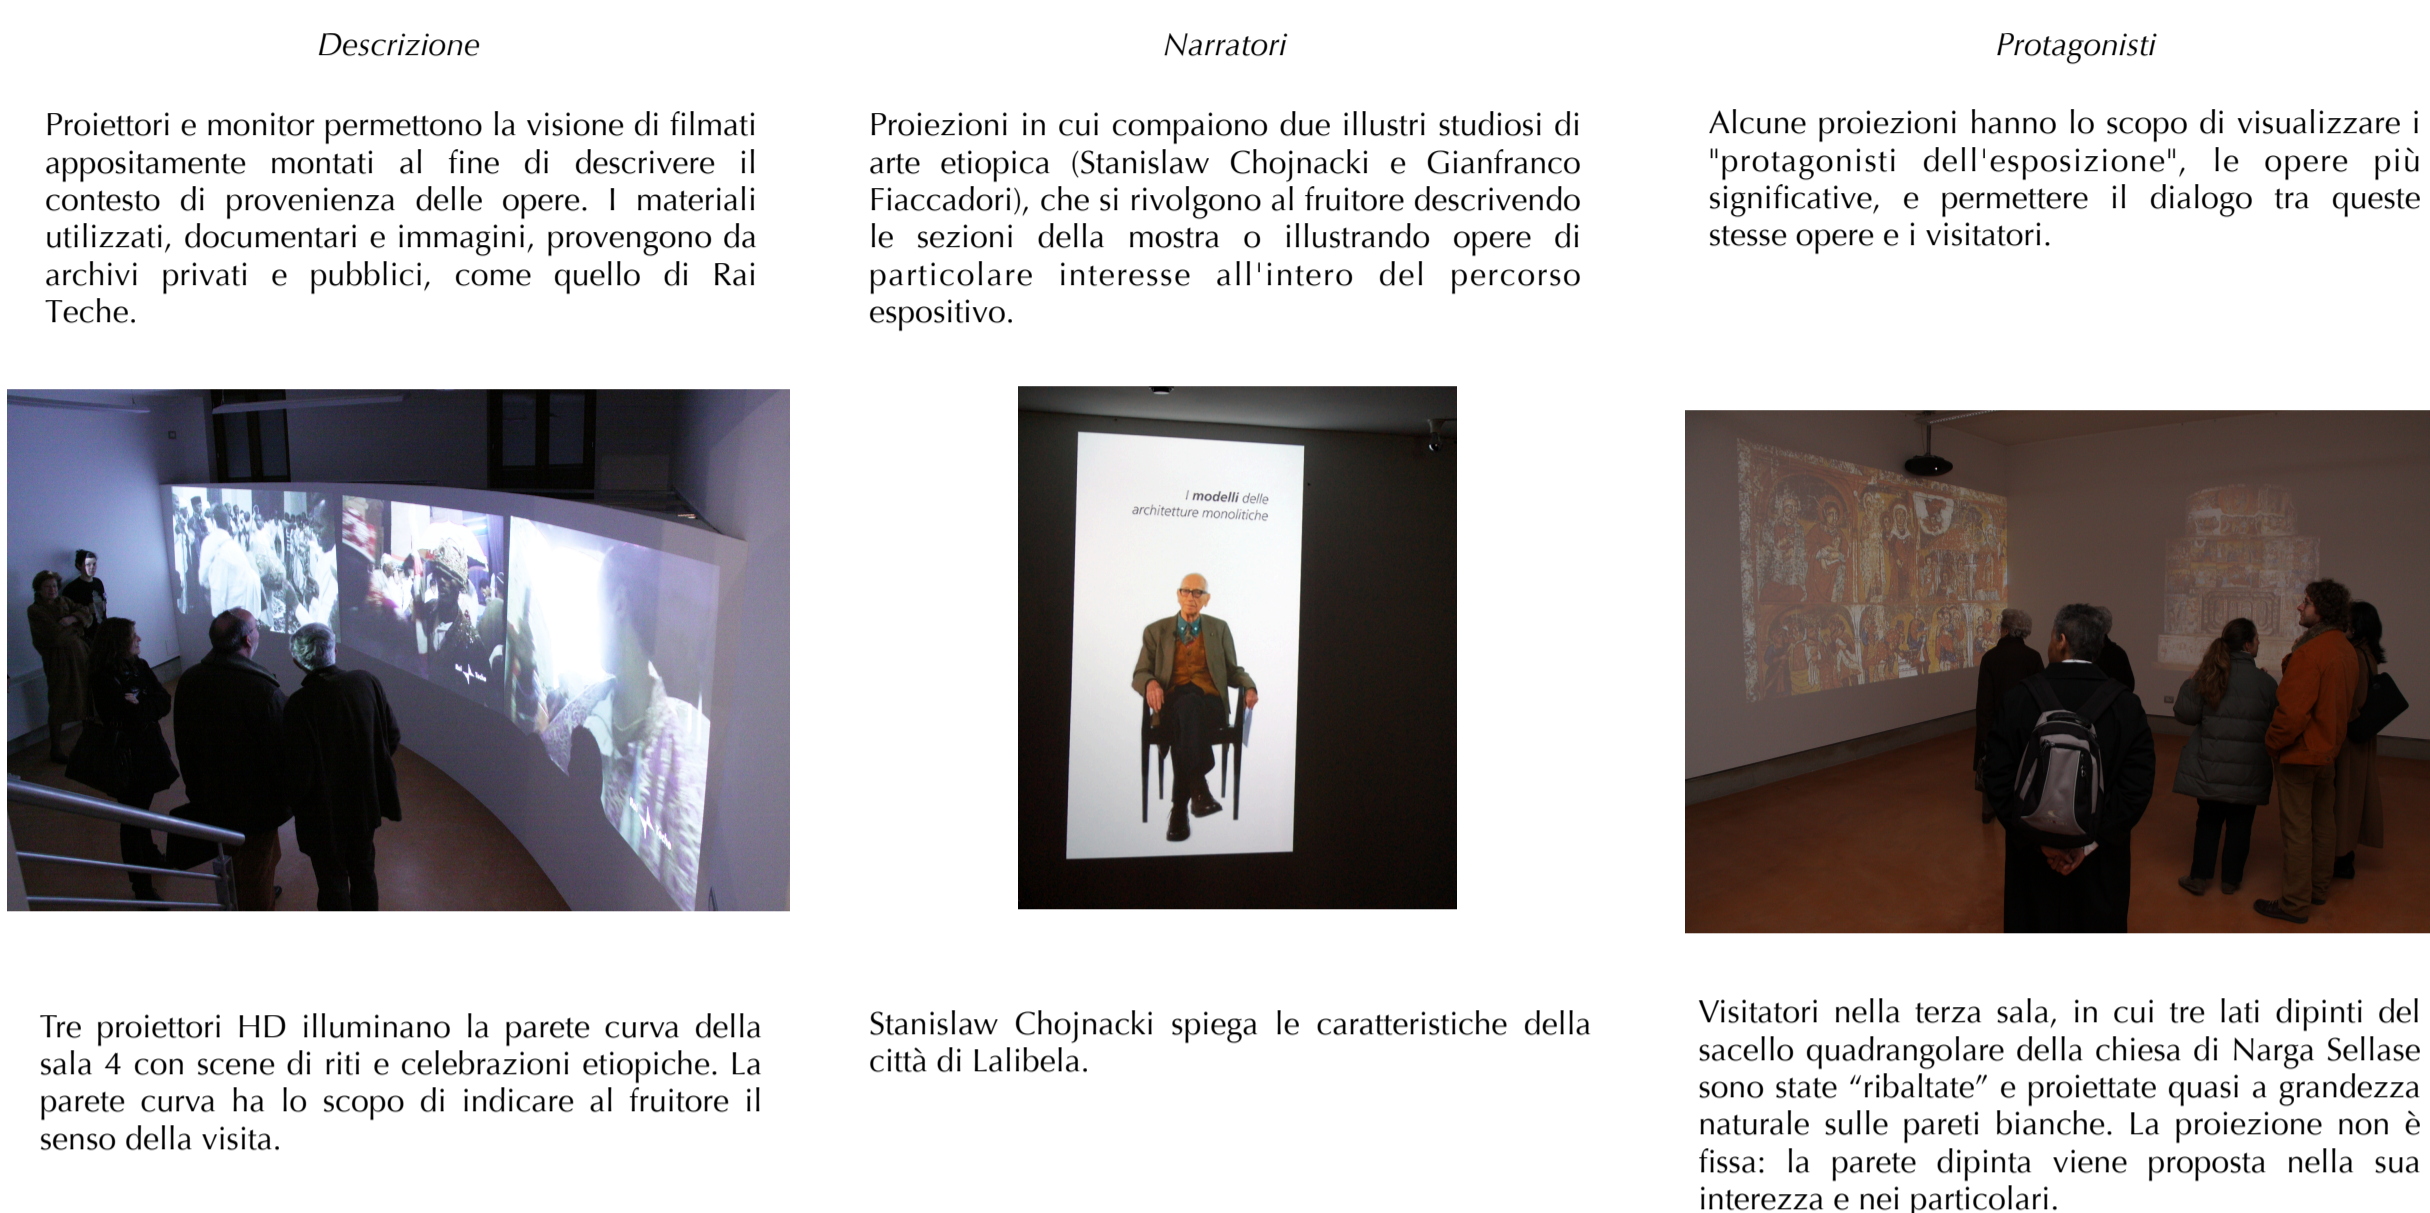 Descrizione
Proiettori e monitor permettono la visione di filmati
appositamente montati al fine di descrivere il
contesto di provenienza delle opere. I materiali
utilizzati, documentari e immagini, provengono da
archivi privati e pubblici, come quello di Rai
Teche.
Rai Teche
Rai Teche
Tre proiettori HD illuminano la parete curva della
sala 4 con scene di riti e celebrazioni etiopiche. La
parete curva ha lo scopo di indicare al fruitore il
senso della visita.
Narratori
Proiezioni in cui compaiono due illustri studiosi di
arte etiopica (Stanislaw Chojnacki e Gianfranco
Fiaccadori), che si rivolgono al fruitore descrivendo
le sezioni della mostra o illustrando opere di
particolare interesse all'intero del percorso
espositivo.
I modelli delle
architetture monolitiche
Stanislaw Chojnacki spiega le caratteristiche della
città di Lalibela.
Protagonisti
Alcune proiezioni hanno lo scopo di visualizzare i
"protagonisti dell'esposizione", le opere più
significative, e permettere il dialogo tra queste
stesse opere e i visitatori.
Visitatori nella terza sala, in cui tre lati dipinti del
sacello quadrangolare della chiesa di Narga Sellase
sono state “ribaltate” e proiettate quasi a grandezza
naturale sulle pareti bianche. La proiezione non è
fissa: la parete dipinta viene proposta nella sua
interezza e nei particolari.